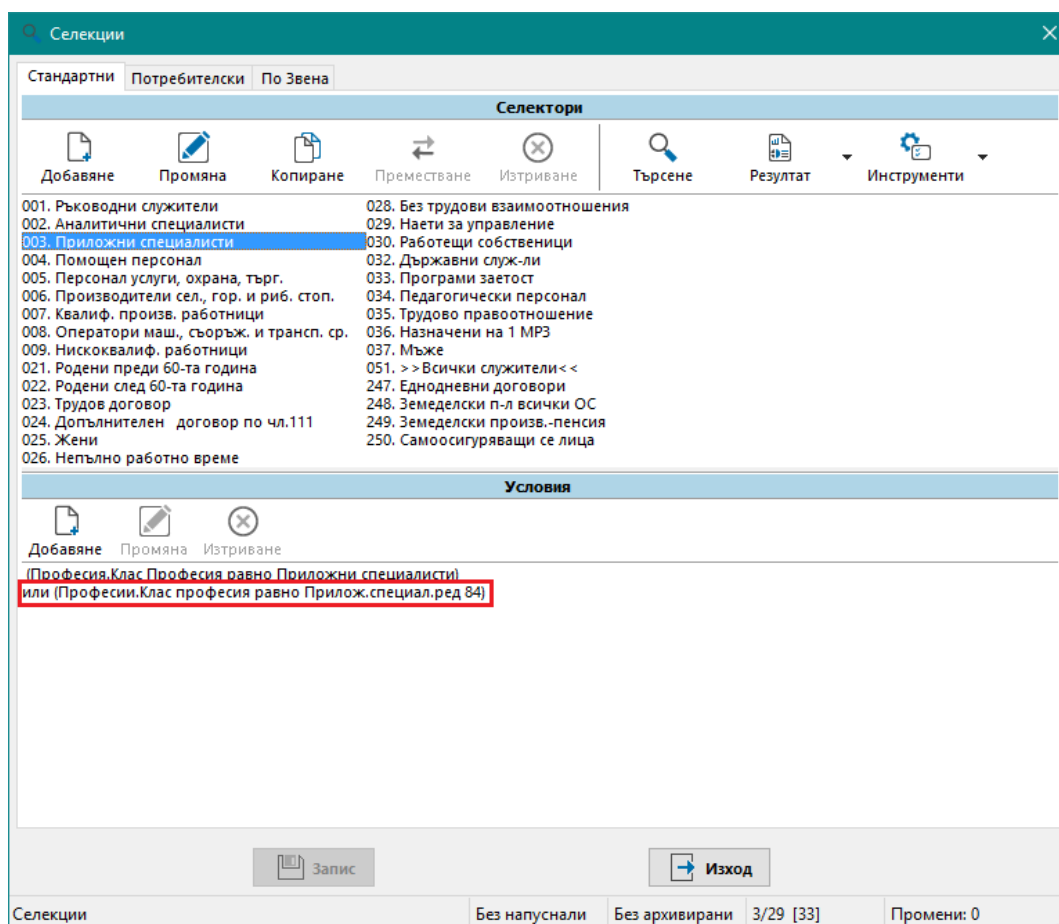 Селекции
Стандартни Потребителски По Звена
Селектори
Добавяне Промяна Копиране Преместване Изтриване Търсене Резултат Инструменти
001. Ръководни служители
002. Аналитични специалисти
003. Приложни специалисти
004. Помощен персонал
005. Персонал услуги, охрана, търг.
006. Производители сел., гор. и риб. стоп.
007. Квалиф. произв. работници
008. Оператори маш., съоръж. и трансп. ср.
009. Нискоквалиф. работници
021. Родени преди 60-та година
022. Родени след 60-та година
023. Трудов договор
024. Допълнителен договор по чл.111
025. Жени
026. Непълно работно време
028. Без трудови взаимоотношения
029. Наети за управление
030. Работещи собственици
032. Държавни служ-ли
033. Програми заетост
034. Педагогически персонал
035. Трудово правоотношение
036. Назначени на 1 МРЗ
037. Мъже
051. >>Всички служители<<
247. Еднодневни договори
248. Земеделски п-л всички ОС
249. Земеделски произв.-пенсия
250. Самоосигуряващи се лица
Условия
Добавяне Промяна Изтриване
(Професия.Клас Професия равно Приложни специалисти)
или (Професии.Клас професия равно Прилож.специал.ред 84)
Запис Изход
Селекции Без напуснали Без архивирани 3/29 [33] Промени: 0